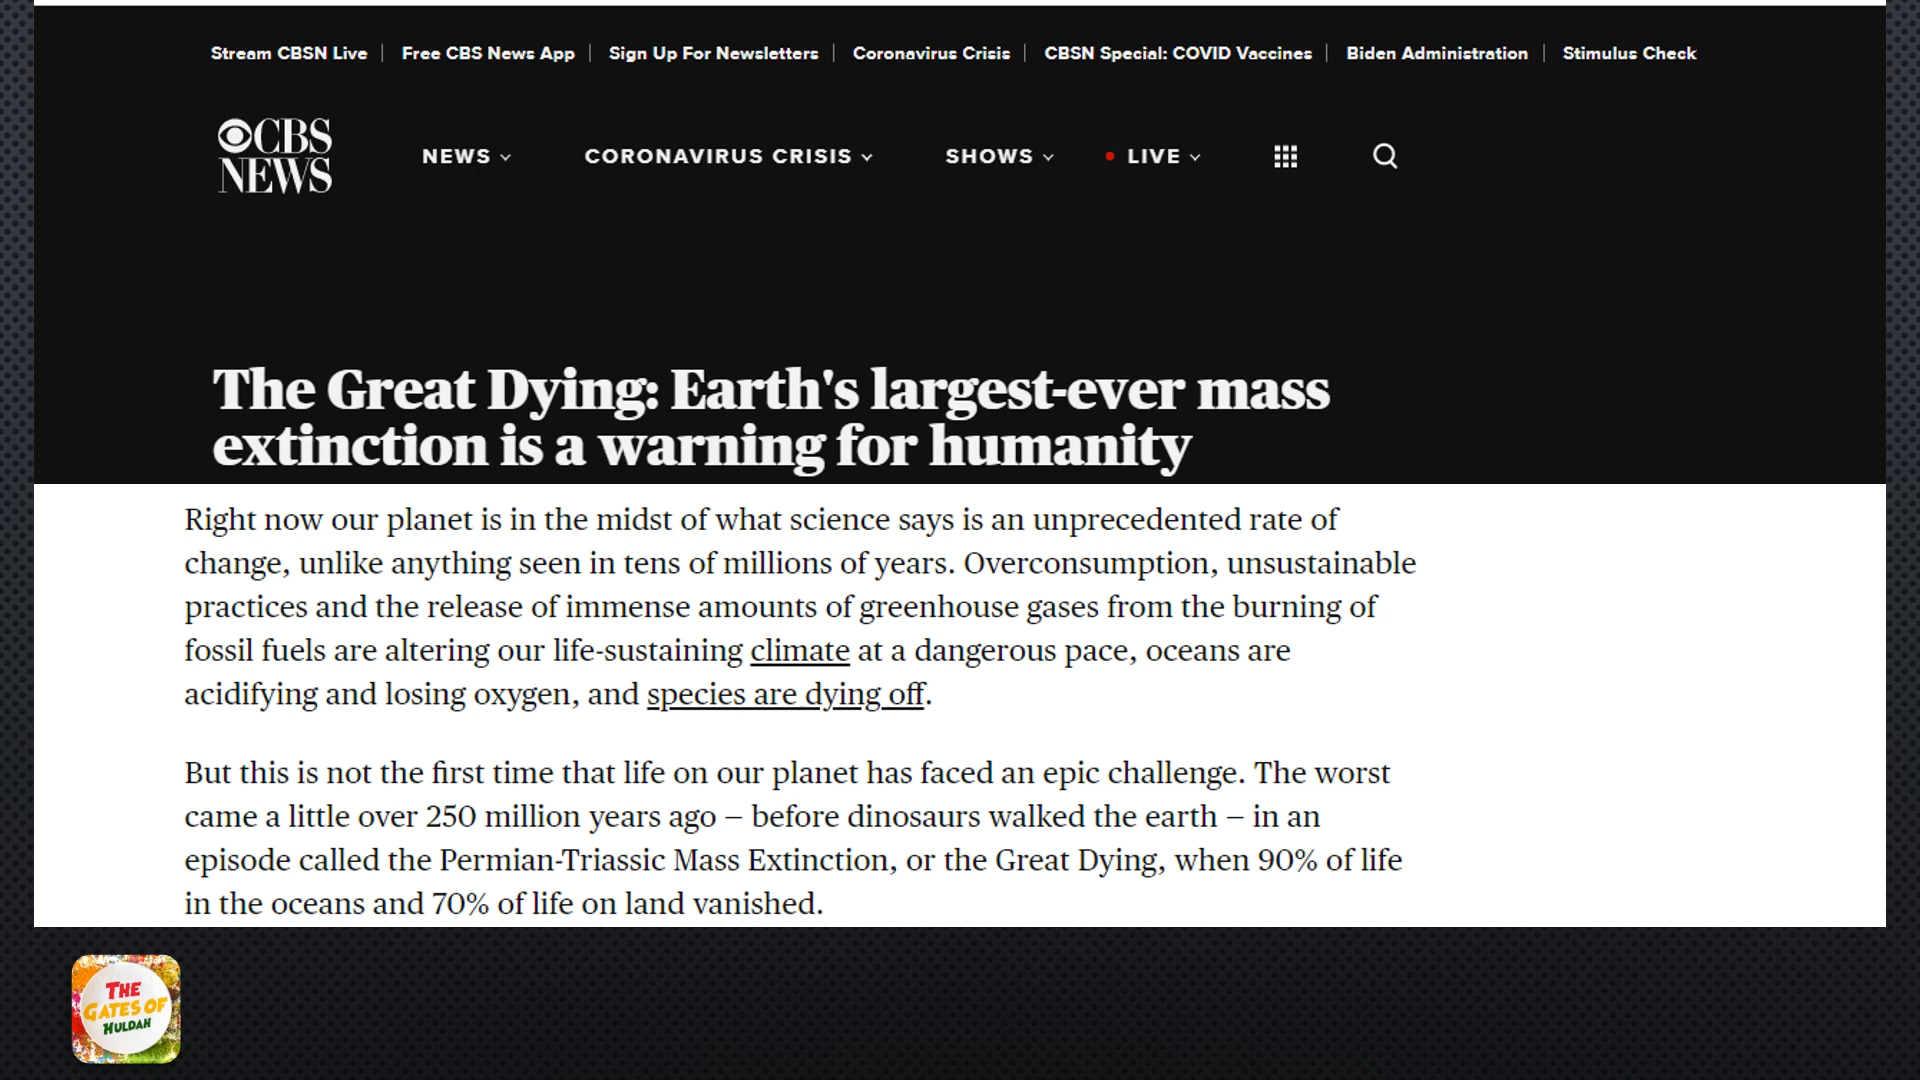 Stream CBSN Live | Free CBS News App | Sign Up For Newsletters | Coronavirus Crisis | CBSN Special: COVID Vaccines | Biden Administration | Stimulus Check
CBS
NEWS
NEWS CORONAVIRUS CRISIS SHOWS LIVE
The Great Dying: Earth's largest-ever mass
extinction is a warning for humanity
Right now our planet is in the midst of what science says is an unprecedented rate of
change, unlike anything seen in tens of millions of years. Overconsumption, unsustainable
practices and the release of immense amounts of greenhouse gases from the burning of
fossil fuels are altering our life-sustaining climate at a dangerous pace, oceans are
acidifying and losing oxygen, and species are dying off.
But this is not the first time that life on our planet has faced an epic challenge. The worst
came a little over 250 million years ago – before dinosaurs walked the earth – in an
episode called the Permian-Triassic Mass Extinction, or the Great Dying, when 90% of life
in the oceans and 70% of life on land vanished.
THE
GATES OF
HULDAH